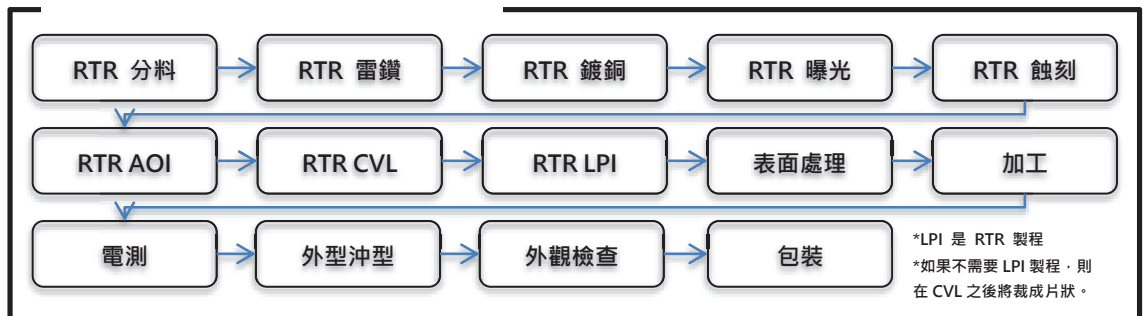 RTR 分料
RTR 雷鑽
RTR 鍍銅
RTR 曝光
RTR 蝕刻
RTR AOI
RTR CVL
RTR LPI
表面處理
加工
電測
外型沖型
外觀檢查
包裝
*LPI 是 RTR 製程
*如果不需要 LPI 製程，則
在 CVL 之後將裁成片狀。